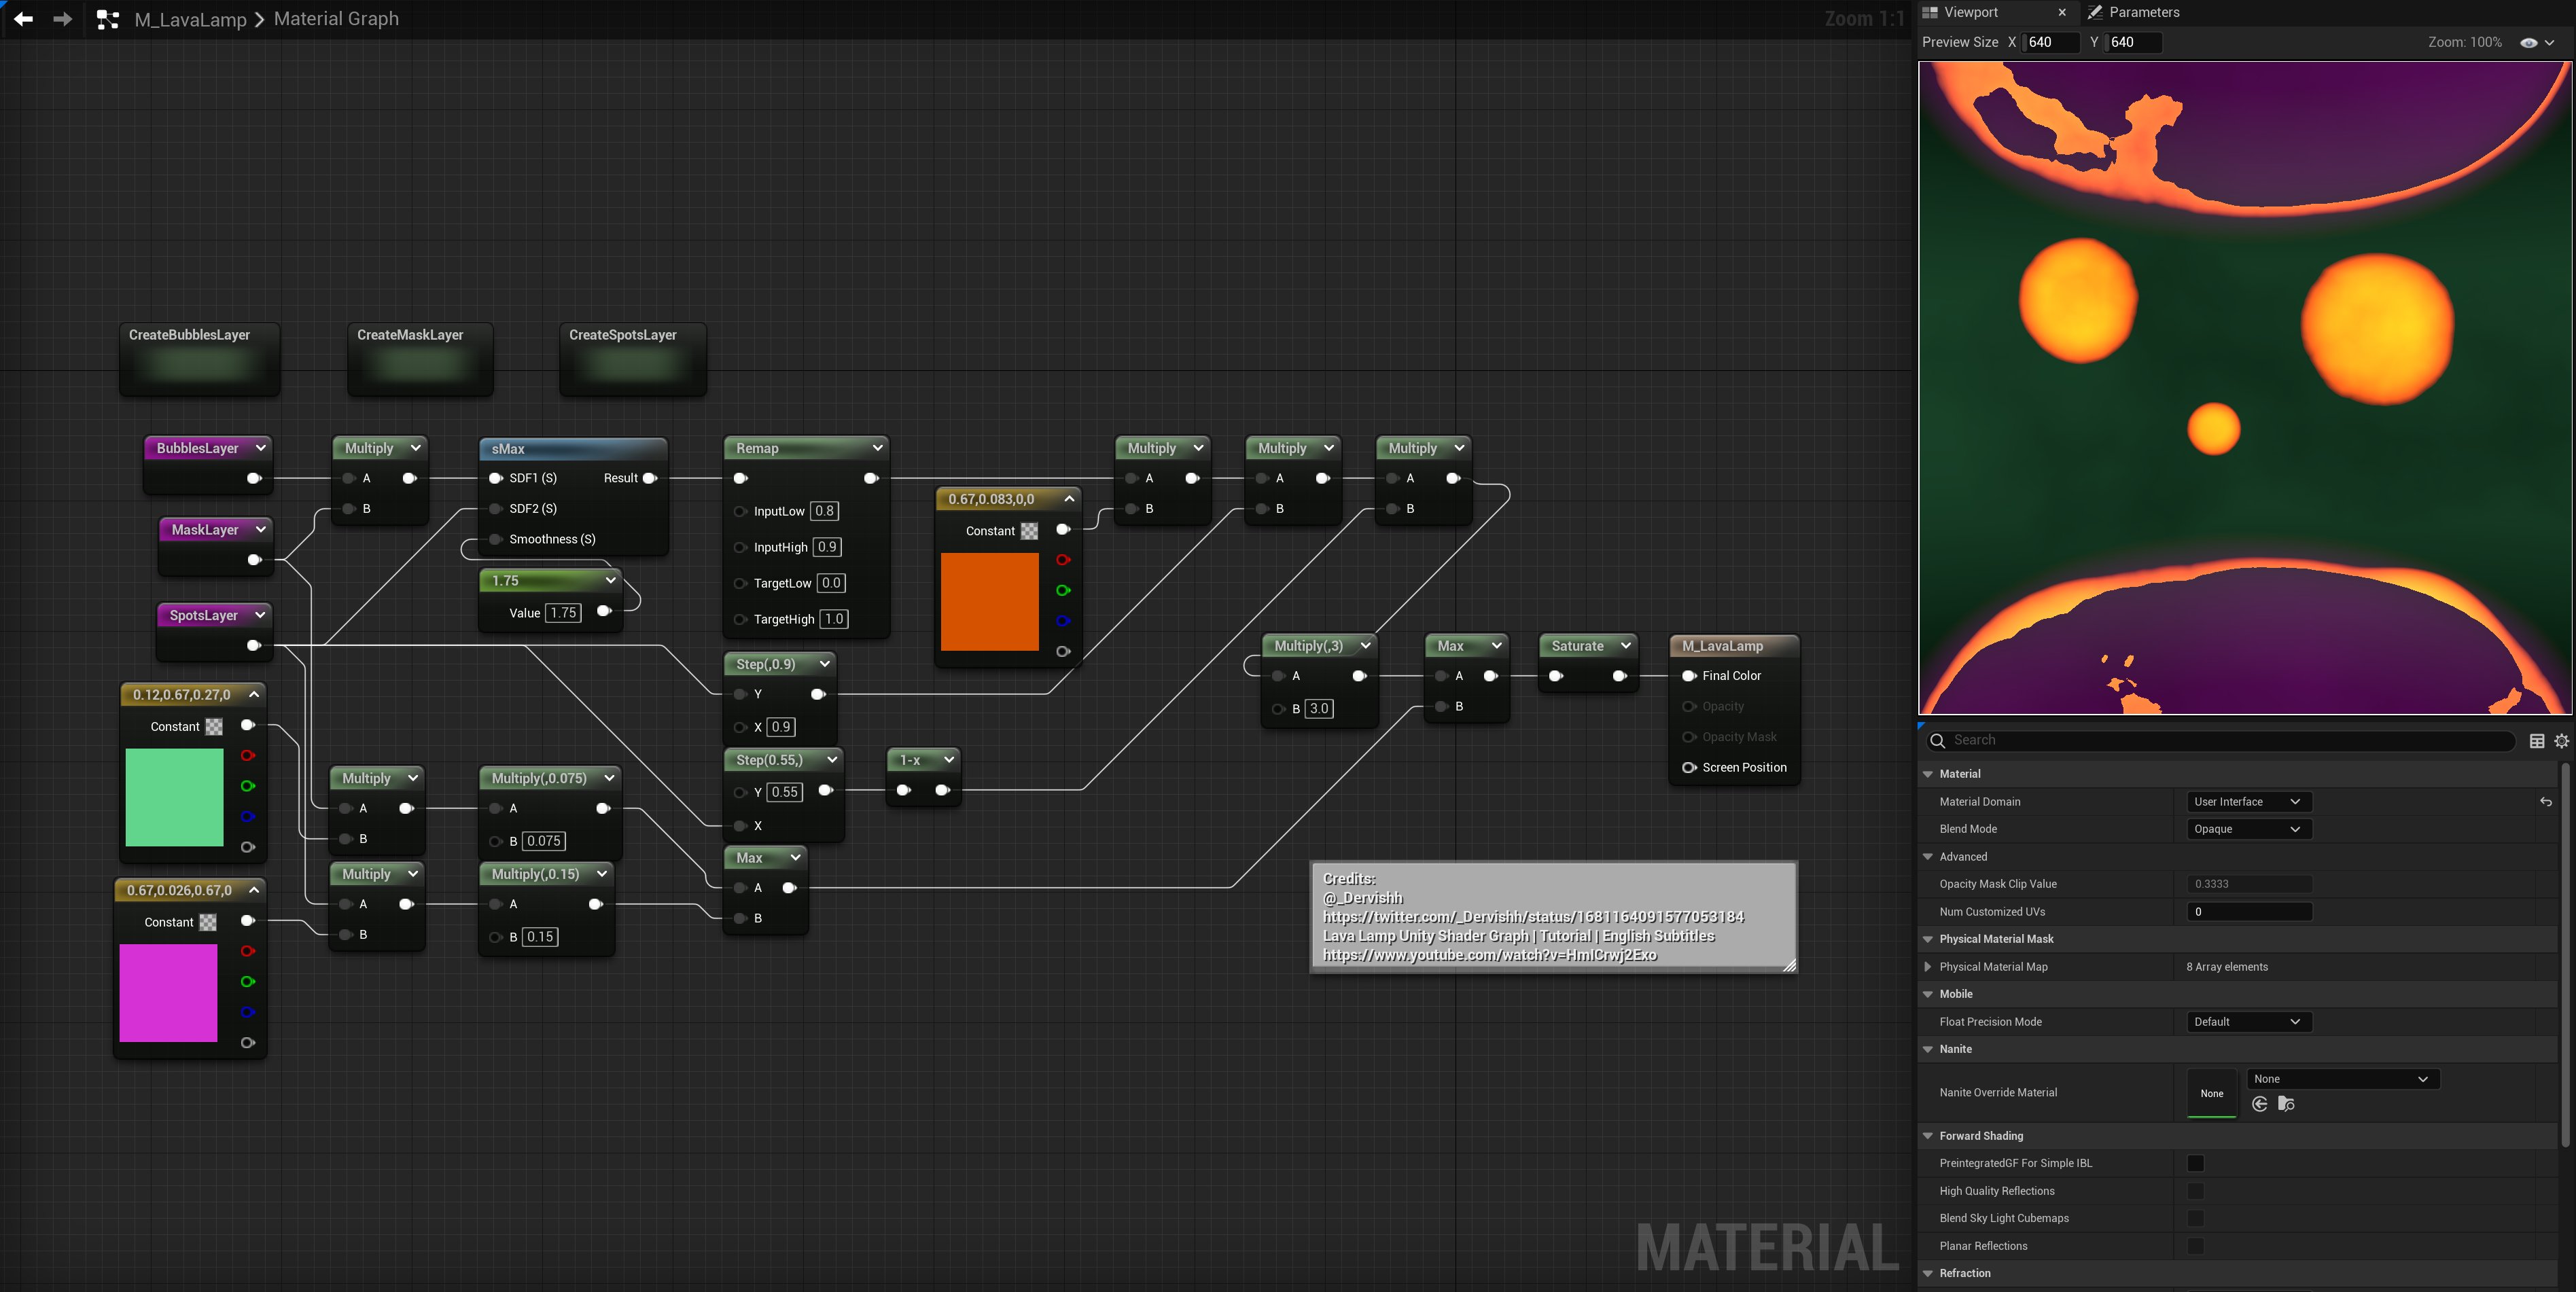 M_LavaLamp > Material Graph
Zoom 1:1
CreateBubblesLayer
CreateMaskLayer
CreateSpotsLayer
BubblesLayer
MaskLayer
SpotsLayer
Multiply
A
B
sMax
SDF1 (S)
Result
SDF2 (S)
Smoothness (S)
1.75
Value 1.75
Remap
InputLow 0.8
InputHigh 0.9
TargetLow 0.0
TargetHigh 1.0
0.67,0.083,0,0
Constant
Multiply
A
B
Multiply
A
B
Multiply
A
B
Step(,0.9)
Y
X 0.9
Step(0.55,)
Y 0.55
X
1-x
Max
A
B
0.12,0.67,0.27,0
Constant
0.67,0.026,0.67,0
Constant
Multiply
A
B
Multiply(,0.075)
A
B 0.075
Multiply
A
B
Multiply(,0.15)
A
B 0.15
Multiply(,3)
A
B 3.0
Max
A
B
Saturate
M_LavaLamp
Final Color
Opacity
Opacity Mask
Screen Position
Credits:
@_Dervishh
https://twitter.com/_Dervishh/status/1681164091577053184
Lava Lamp Unity Shader Graph | Tutorial | English Subtitles
https://www.youtube.com/watch?v=HmICrwj2Exo
MATERIAL
Viewport
Parameters
Preview Size X 640 Y 640
Zoom: 100%
Search
Material
Material Domain User Interface
Blend Mode Opaque
Advanced
Opacity Mask Clip Value 0.3333
Num Customized UVs 0
Physical Material Mask
Physical Material Map 8 Array elements
Mobile
Float Precision Mode Default
Nanite
Nanite Override Material None None
Forward Shading
PreintegratedGF For Simple IBL
High Quality Reflections
Blend Sky Light Cubemaps
Planar Reflections
Refraction